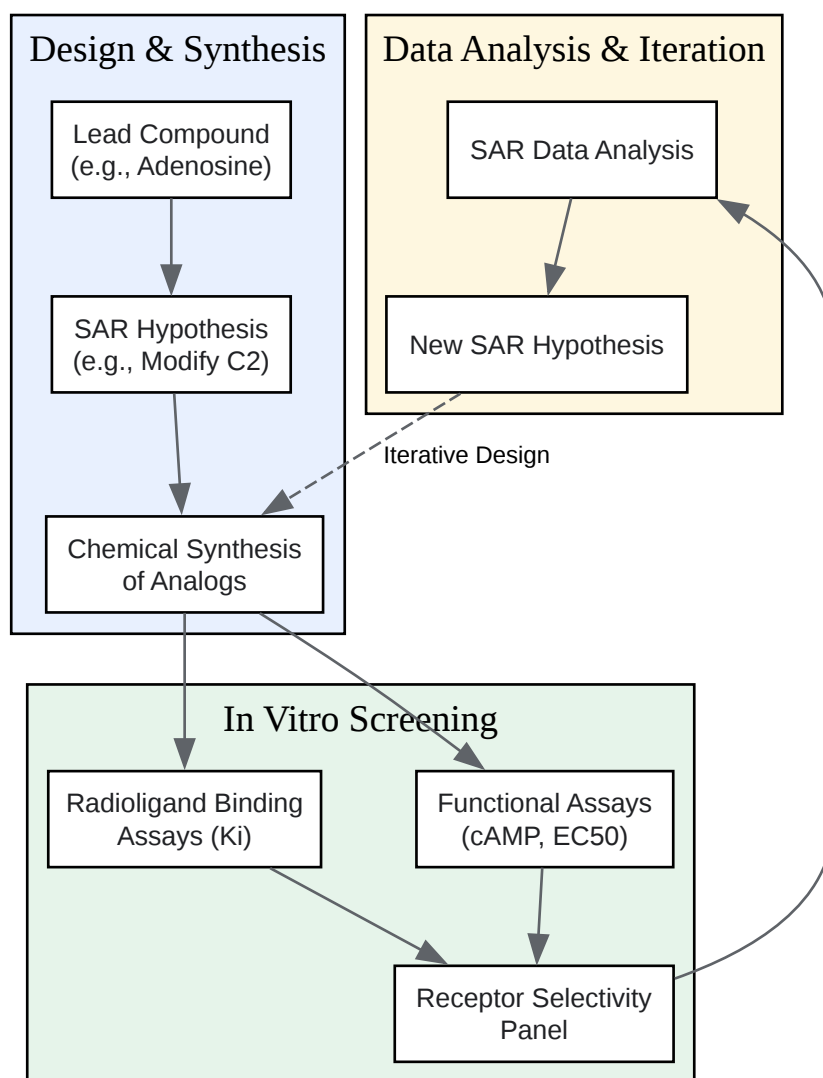 Design & Synthesis
Lead Compound
(e.g., Adenosine)
SAR Hypothesis
(e.g., Modify C2)
Chemical Synthesis
of Analogs
Data Analysis & Iteration
SAR Data Analysis
New SAR Hypothesis
Iterative Design
In Vitro Screening
Radioligand Binding
Assays (Ki)
Functional Assays
(cAMP, EC50)
Receptor Selectivity
Panel